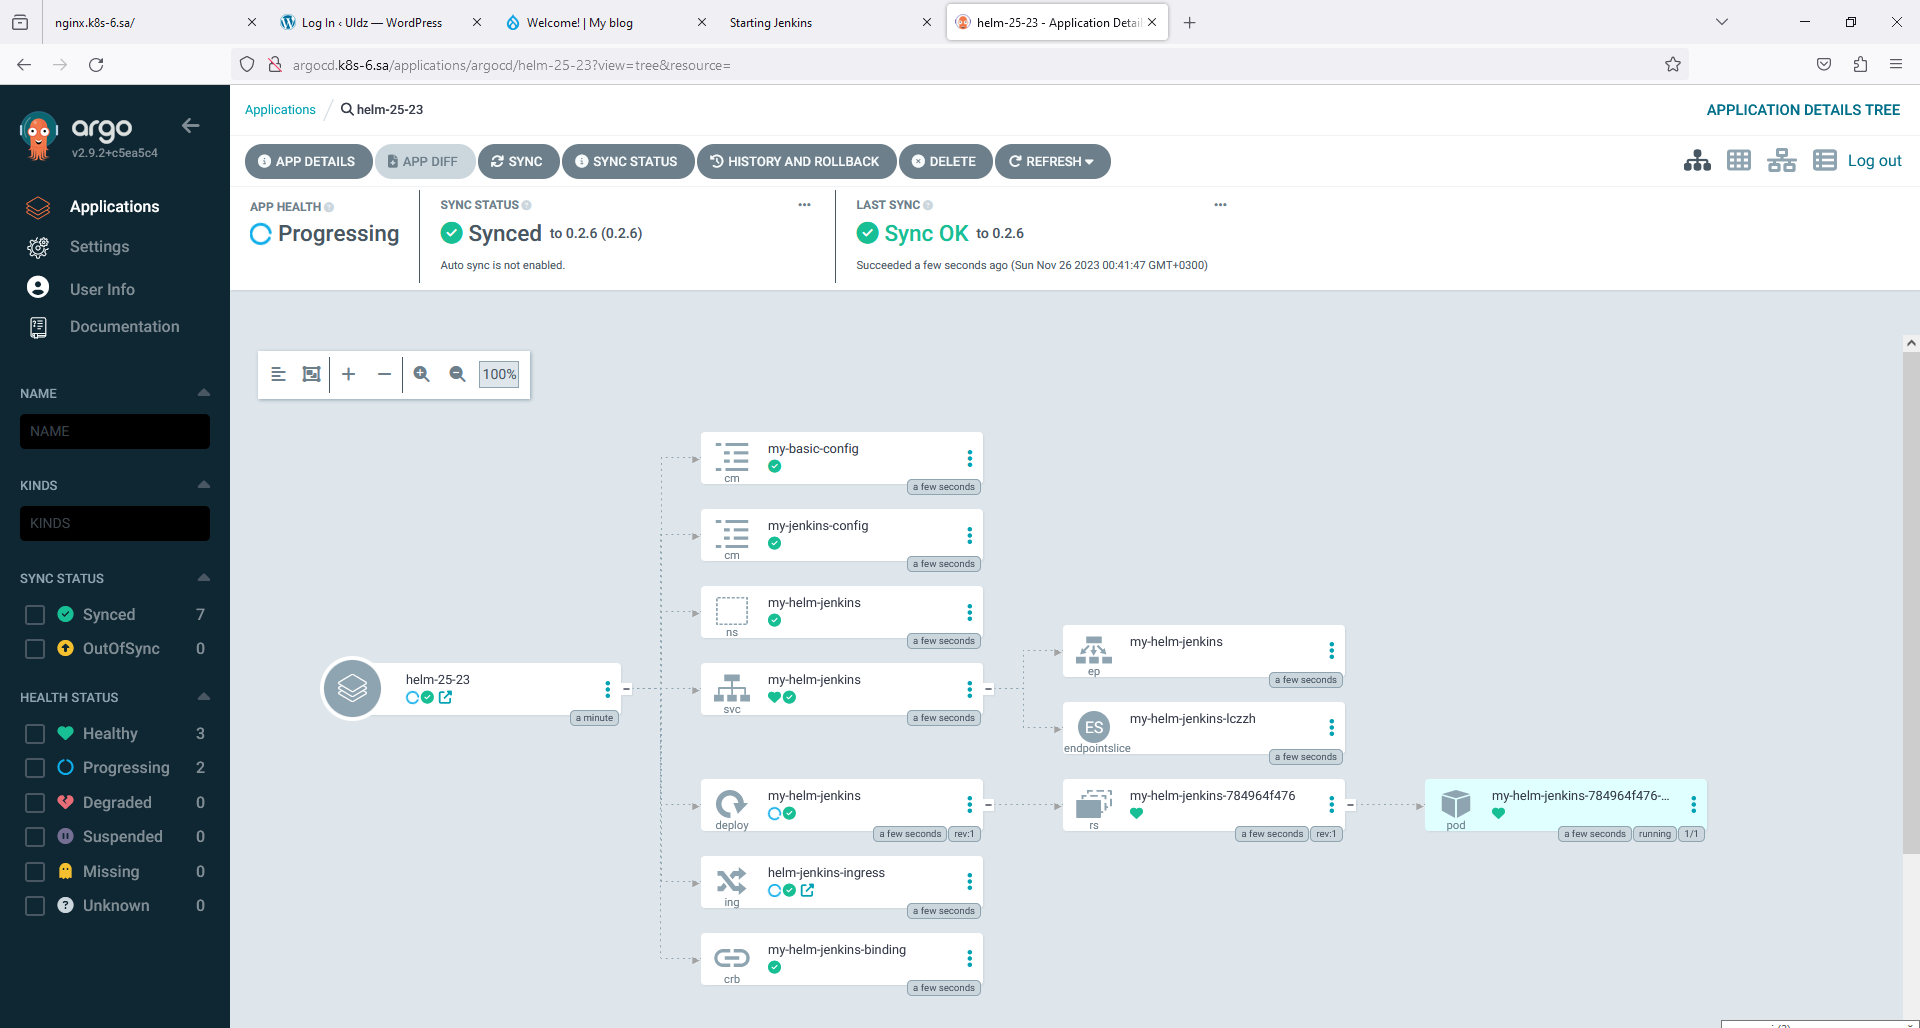 nginx.k8s-6.sa/
Log In ‹ Uldz — WordPress
Welcome! | My blog
Starting Jenkins
helm-25-23 - Application Detai
argocd.k8s-6.sa/applications/argocd/helm-25-23?view=tree&resource=
argo
v2.9.2+c5ea5c4
Applications
Settings
User Info
Documentation
NAME
NAME
KINDS
KINDS
SYNC STATUS
Synced 7
OutOfSync 0
HEALTH STATUS
Healthy 3
Progressing 2
Degraded 0
Suspended 0
Missing 0
Unknown 0
Applications / helm-25-23
APPLICATION DETAILS TREE
APP DETAILS
APP DIFF
SYNC
SYNC STATUS
HISTORY AND ROLLBACK
DELETE
REFRESH
Log out
APP HEALTH
Progressing
SYNC STATUS
Synced to 0.2.6 (0.2.6)
Auto sync is not enabled.
LAST SYNC
Sync OK to 0.2.6
Succeeded a few seconds ago (Sun Nov 26 2023 00:41:47 GMT+0300)
100%
helm-25-23
a minute
my-basic-config
cm
a few seconds
my-jenkins-config
cm
a few seconds
my-helm-jenkins
ns
a few seconds
my-helm-jenkins
svc
a few seconds
my-helm-jenkins
ep
a few seconds
ES
my-helm-jenkins-lczzh
endpointslice
a few seconds
my-helm-jenkins
deploy
a few seconds rev:1
my-helm-jenkins-784964f476
rs
a few seconds rev:1
my-helm-jenkins-784964f476-...
pod
a few seconds running 1/1
helm-jenkins-ingress
ing
a few seconds
my-helm-jenkins-binding
crb
a few seconds